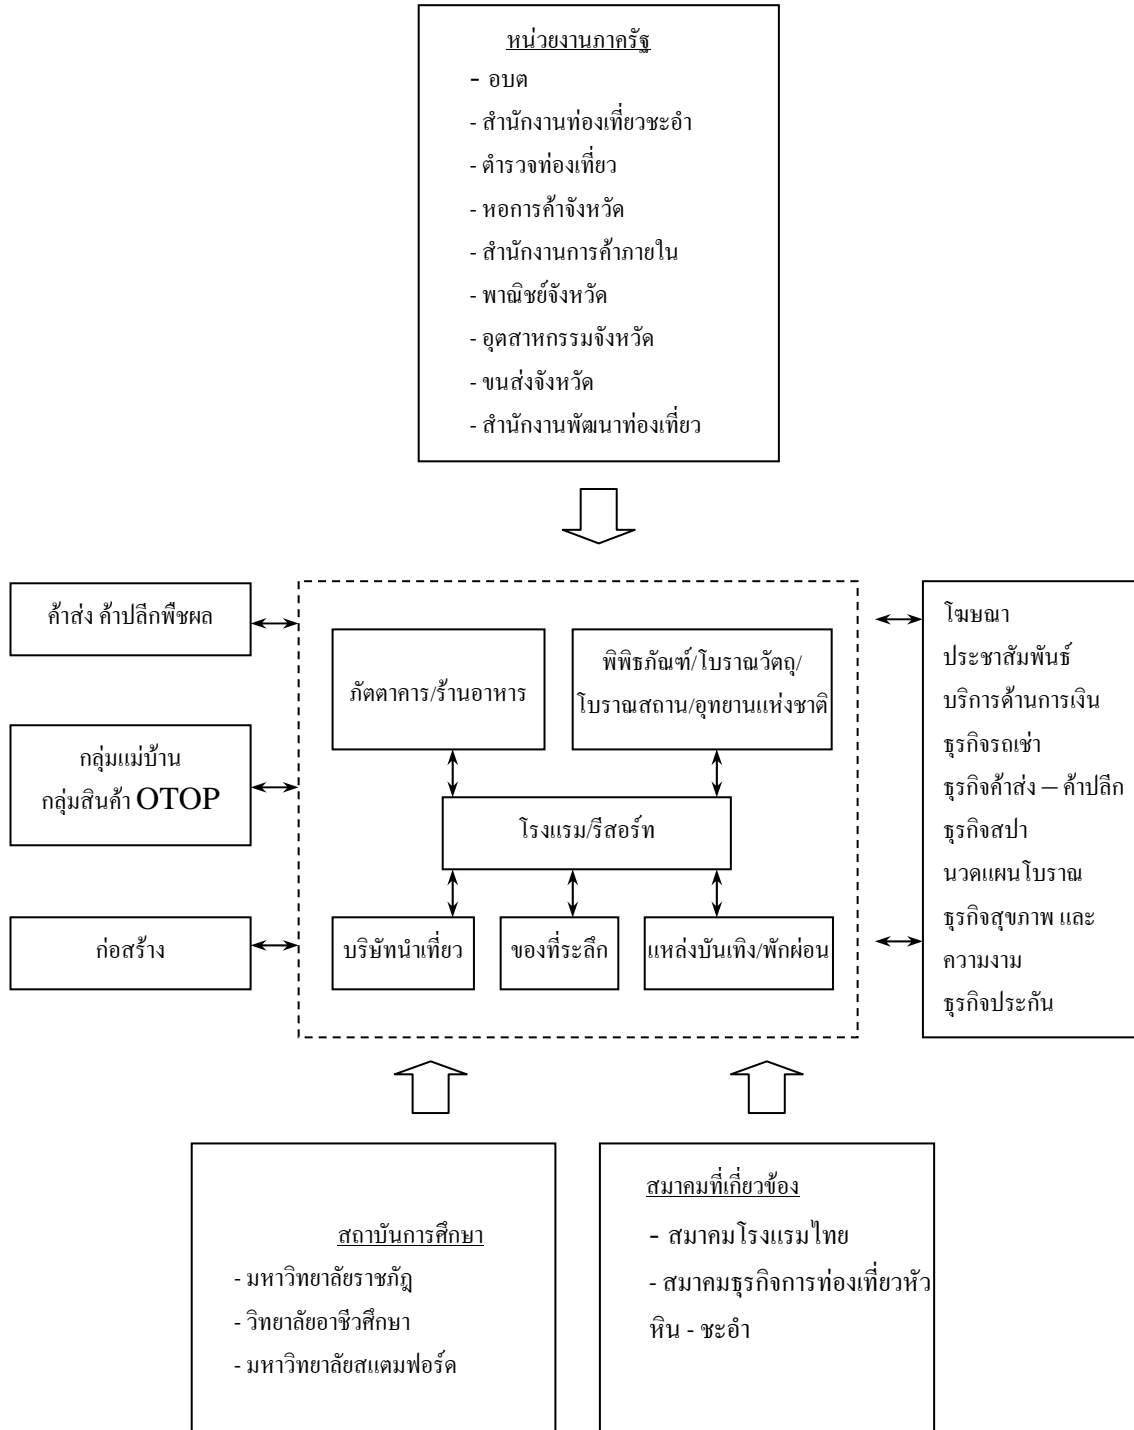 หน่วยงานภาครัฐ
- อบต
- สำนักงานท่องเที่ยวชะอำ
- ตำรวจท่องเที่ยว
- หอการค้าจังหวัด
- สำนักงานการค้าภายใน
- พาณิชย์จังหวัด
- อุตสาหกรรมจังหวัด
- ขนส่งจังหวัด
- สำนักงานพัฒนาท่องเที่ยว
ค้าส่ง ค้าปลีกพืชผล
กลุ่มแม่บ้าน
กลุ่มสินค้า OTOP
ก่อสร้าง
ภัตตาคาร/ร้านอาหาร
พิพิธภัณฑ์/โบราณวัตถุ/
โบราณสถาน/อุทยานแห่งชาติ
โรงแรม/รีสอร์ท
บริษัทนำเที่ยว
ของที่ระลึก
แหล่งบันเทิง/พักผ่อน
โฆษณา
ประชาสัมพันธ์
บริการด้านการเงิน
ธุรกิจรถเช่า
ธุรกิจค้าส่ง – ค้าปลีก
ธุรกิจสปา
นวดแผนโบราณ
ธุรกิจสุขภาพ และ
ความงาม
ธุรกิจประกัน
สถาบันการศึกษา
- มหาวิทยาลัยราชภัฎ
- วิทยาลัยอาชีวศึกษา
- มหาวิทยาลัยสแตมฟอร์ด
สมาคมที่เกี่ยวข้อง
- สมาคมโรงแรมไทย
- สมาคมธุรกิจการท่องเที่ยวหัว
หิน - ชะอำ